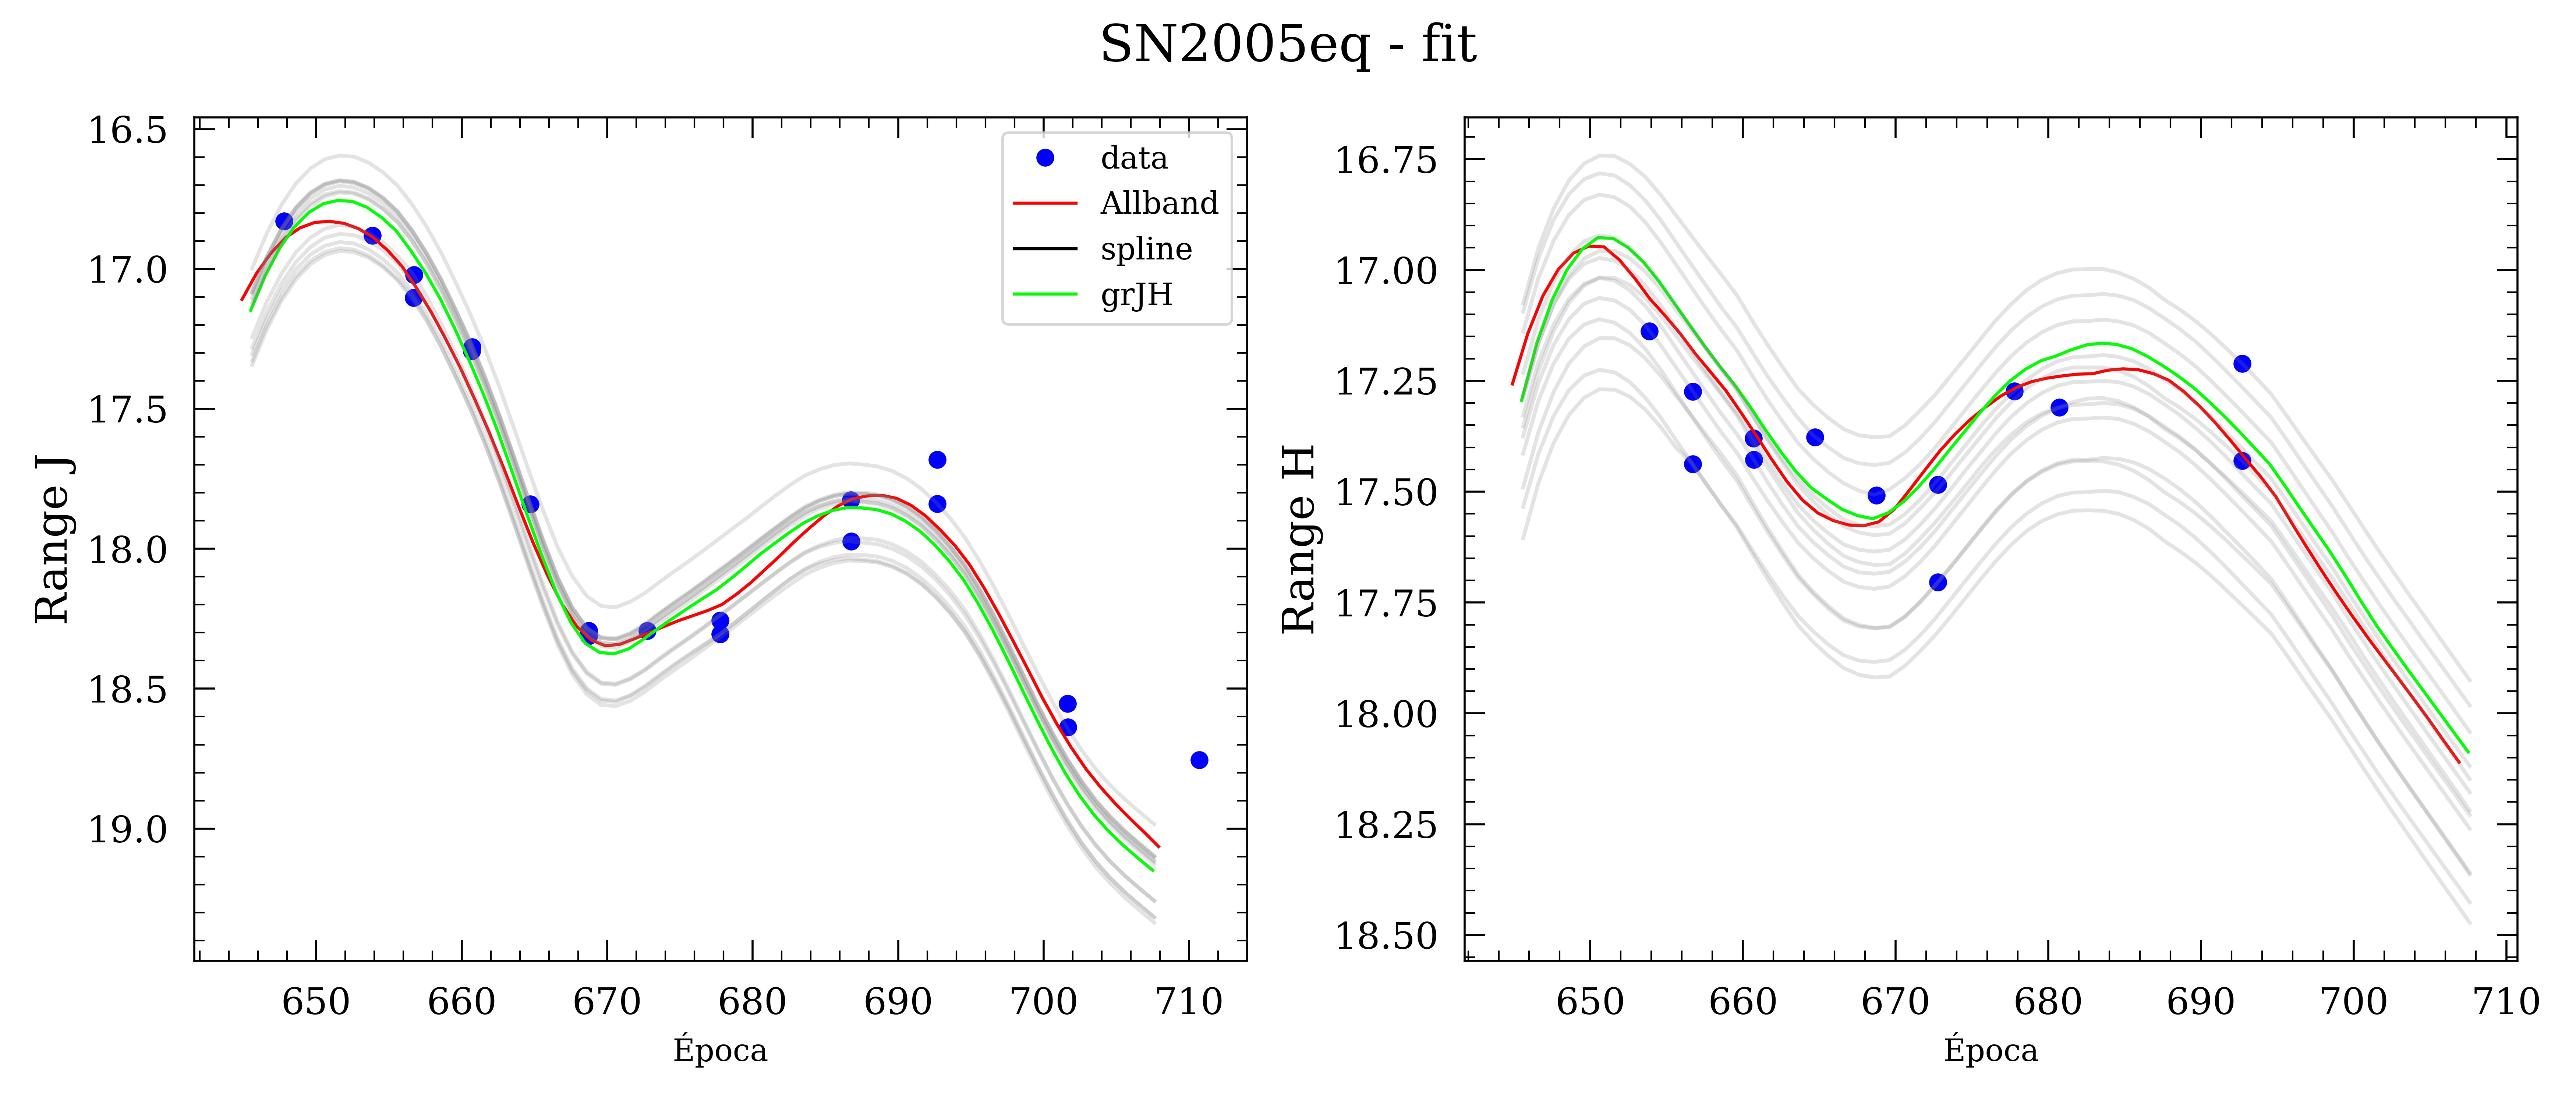 SN2005eq - fit
Range J
16.5
17.0
17.5
18.0
18.5
19.0
data
Allband
spline
grJH
650 660 670 680 690 700 710
Época
Range H
16.75
17.00
17.25
17.50
17.75
18.00
18.25
18.50
650 660 670 680 690 700 710
Época